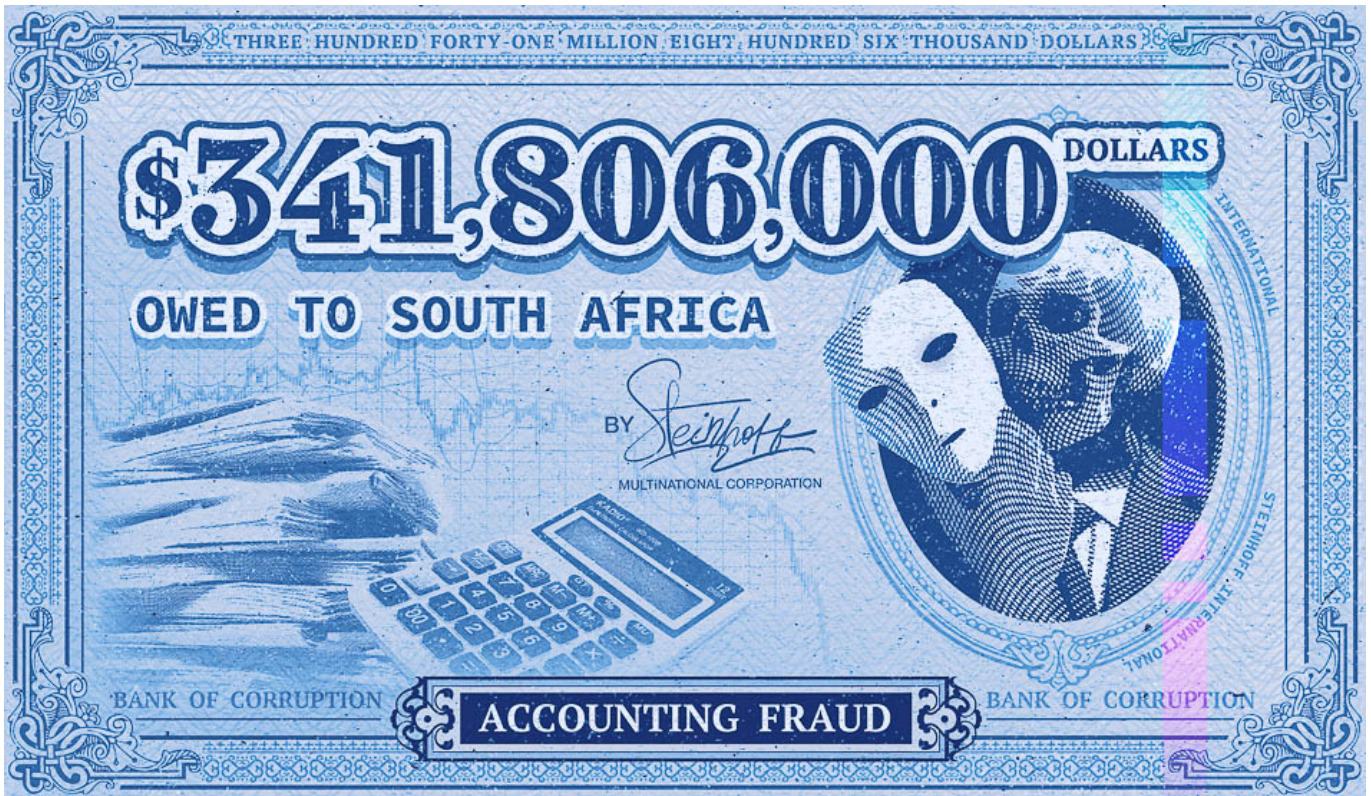 THREE HUNDRED FORTY-ONE MILLION EIGHT HUNDRED SIX THOUSAND DOLLARS
$341,806,000 DOLLARS
OWED TO SOUTH AFRICA
INTERNATIONAL
BY Steinhoff
MULTINATIONAL CORPORATION
STEINHOFF INTERNATIONAL
BANK OF CORRUPTION
ACCOUNTING FRAUD
BANK OF CORRUPTION